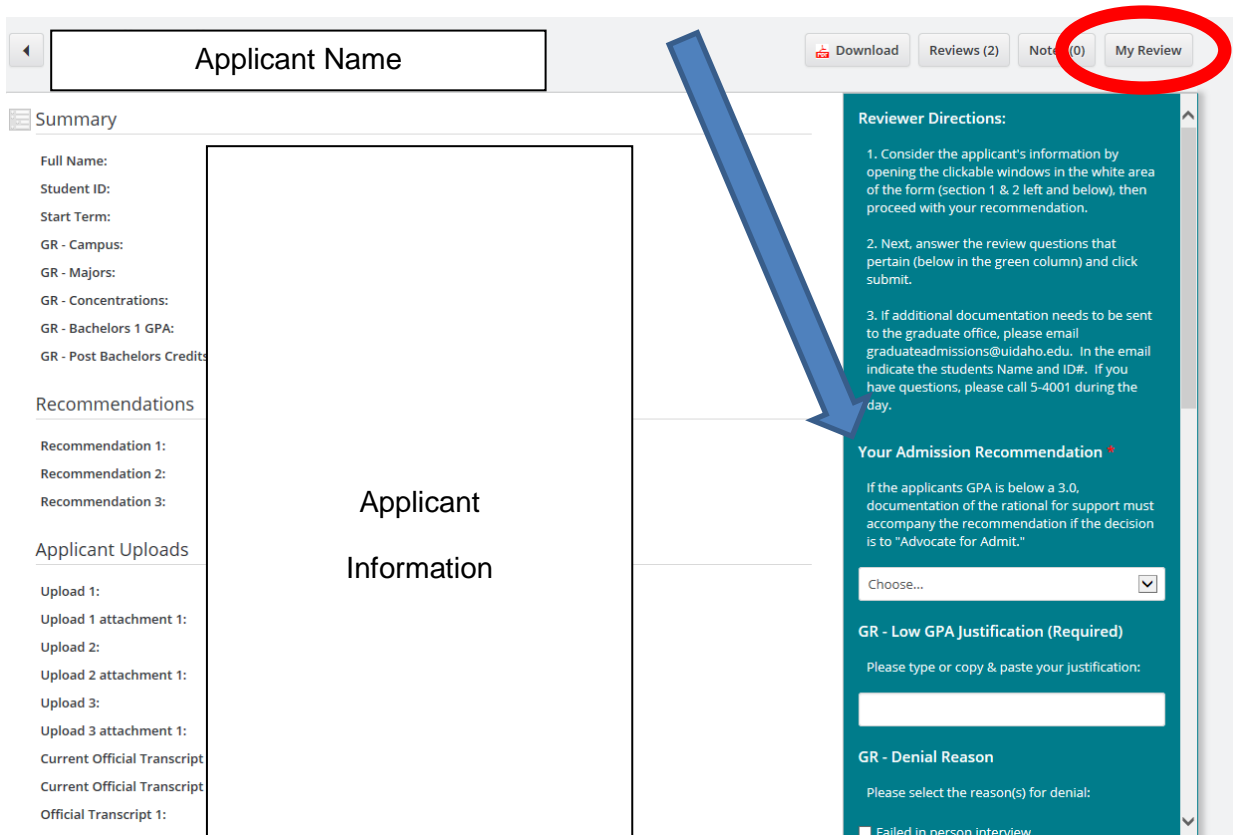 Applicant Name
Download
Reviews (2)
Notes (0)
My Review
Summary
Full Name:
Student ID:
Start Term:
GR - Campus:
GR - Majors:
GR - Concentrations:
GR - Bachelors 1 GPA:
GR - Post Bachelors Credits
Recommendations
Recommendation 1:
Recommendation 2:
Recommendation 3:
Applicant Uploads
Upload 1:
Upload 1 attachment 1:
Upload 2:
Upload 2 attachment 1:
Upload 3:
Upload 3 attachment 1:
Current Official Transcript
Current Official Transcript
Official Transcript 1:
Applicant
Information
Reviewer Directions:
1. Consider the applicant's information by
opening the clickable windows in the white area
of the form (section 1 & 2 left and below), then
proceed with your recommendation.
2. Next, answer the review questions that
pertain (below in the green column) and click
submit.
3. If additional documentation needs to be sent
to the graduate office, please email
graduateadmissions@uidaho.edu. In the email
indicate the students Name and ID#. If you
have questions, please call 5-4001 during the
day.
Your Admission Recommendation *
If the applicants GPA is below a 3.0,
documentation of the rational for support must
accompany the recommendation if the decision
is to "Advocate for Admit."
Choose...
GR - Low GPA Justification (Required)
Please type or copy & paste your justification:
GR - Denial Reason
Please select the reason(s) for denial:
Failed in person interview